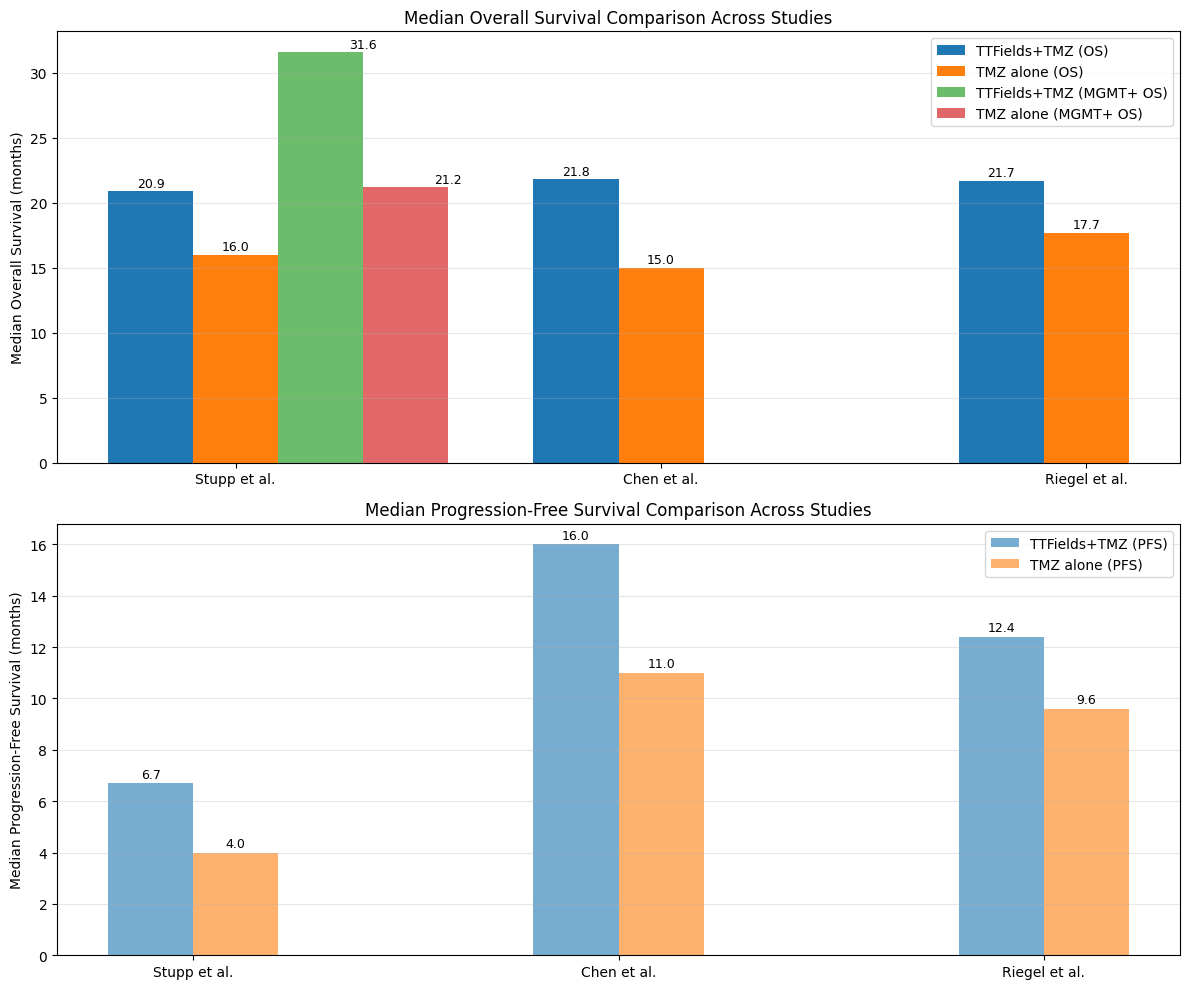 Median Overall Survival Comparison Across Studies
Median Overall Survival (months)
30
25
20
15
10
5
0
20.9
16.0
31.6
21.2
21.8
15.0
21.7
17.7
TTFields+TMZ (OS)
TMZ alone (OS)
TTFields+TMZ (MGMT+ OS)
TMZ alone (MGMT+ OS)
Stupp et al.
Chen et al.
Riegel et al.
Median Progression-Free Survival Comparison Across Studies
Median Progression-Free Survival (months)
16
14
12
10
8
6
4
2
0
6.7
4.0
16.0
11.0
12.4
9.6
TTFields+TMZ (PFS)
TMZ alone (PFS)
Stupp et al.
Chen et al.
Riegel et al.